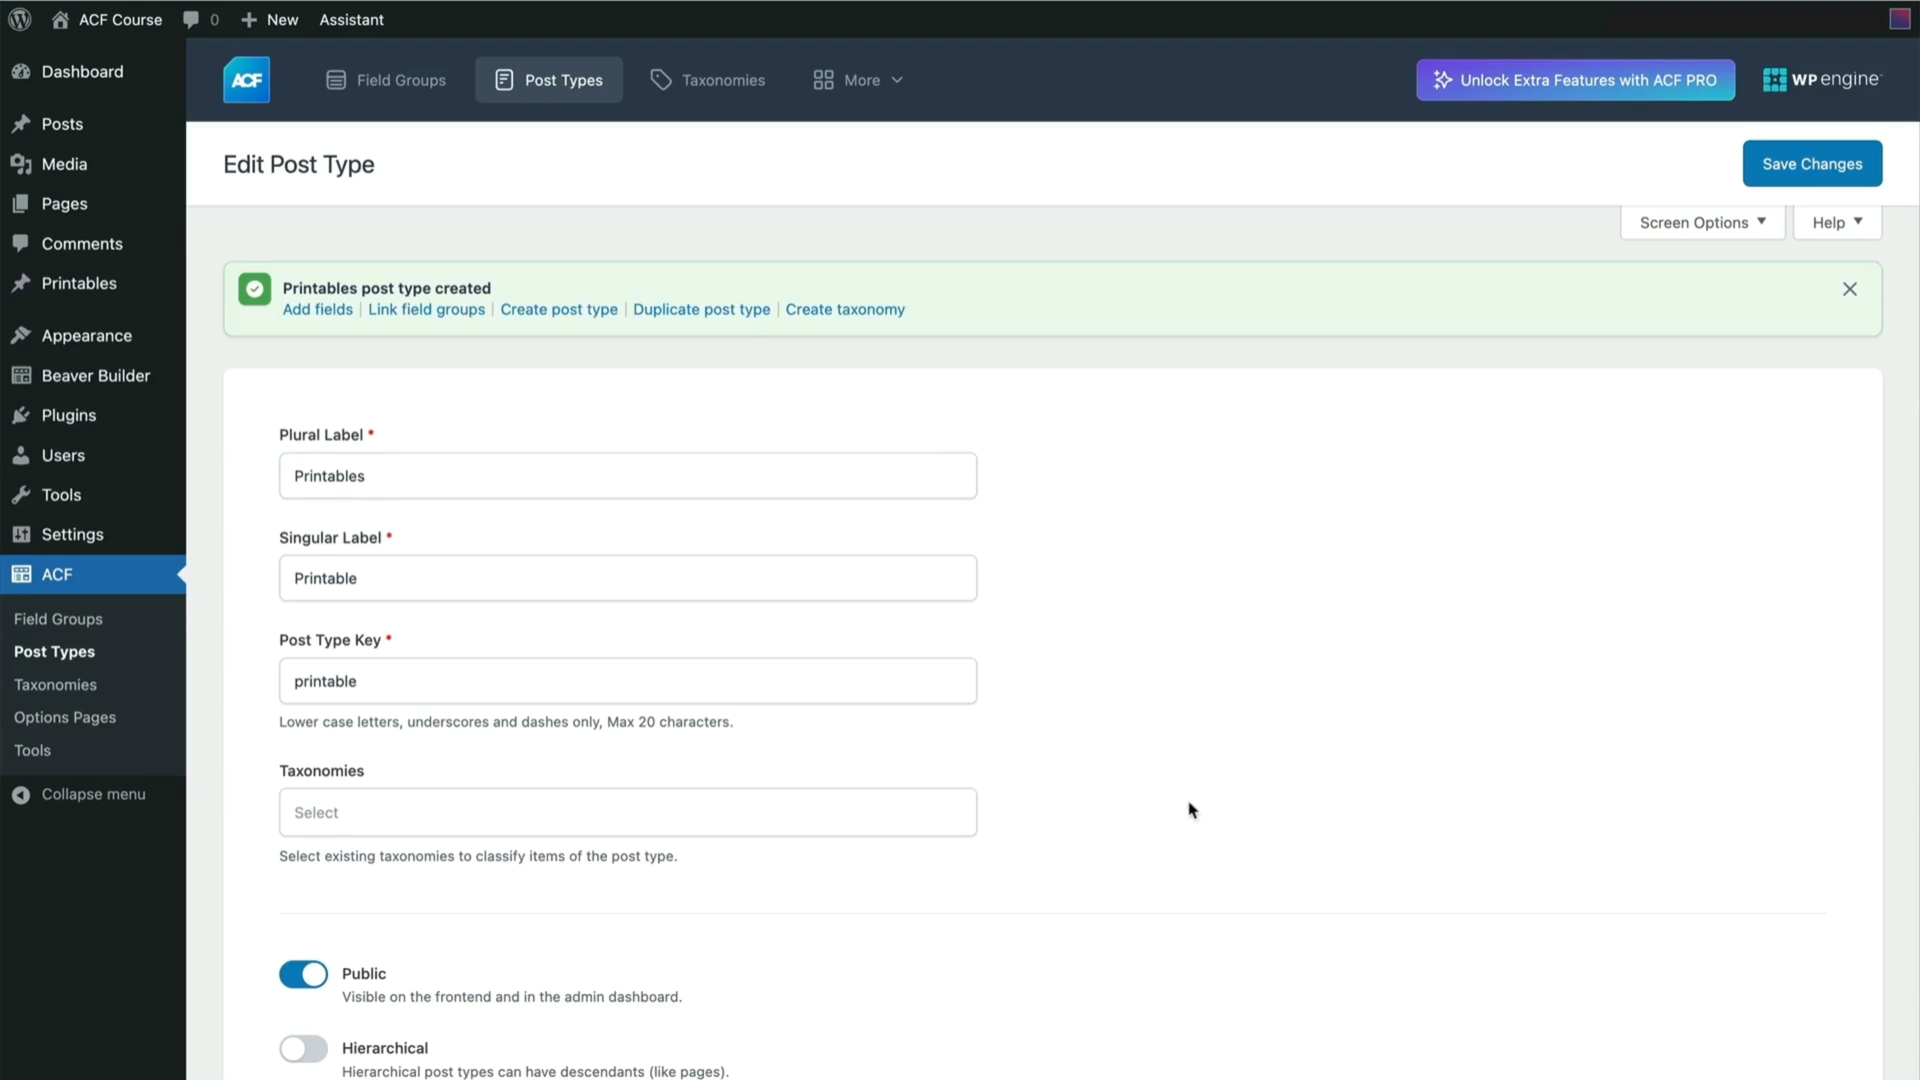 ACF Course
0
New
Assistant
Dashboard
Posts
Media
Pages
Comments
Printables
Appearance
Beaver Builder
Plugins
Users
Tools
Settings
ACF
Field Groups
Post Types
Taxonomies
Options Pages
Tools
Collapse menu
ACF
Field Groups
Post Types
Taxonomies
More
Unlock Extra Features with ACF PRO
WP engine
Edit Post Type
Save Changes
Screen Options
Help
Printables post type created
Add fields | Link field groups | Create post type | Duplicate post type | Create taxonomy
Plural Label *
Printables
Singular Label *
Printable
Post Type Key *
printable
Lower case letters, underscores and dashes only, Max 20 characters.
Taxonomies
Select
Select existing taxonomies to classify items of the post type.
Public
Visible on the frontend and in the admin dashboard.
Hierarchical
Hierarchical post types can have descendants (like pages).